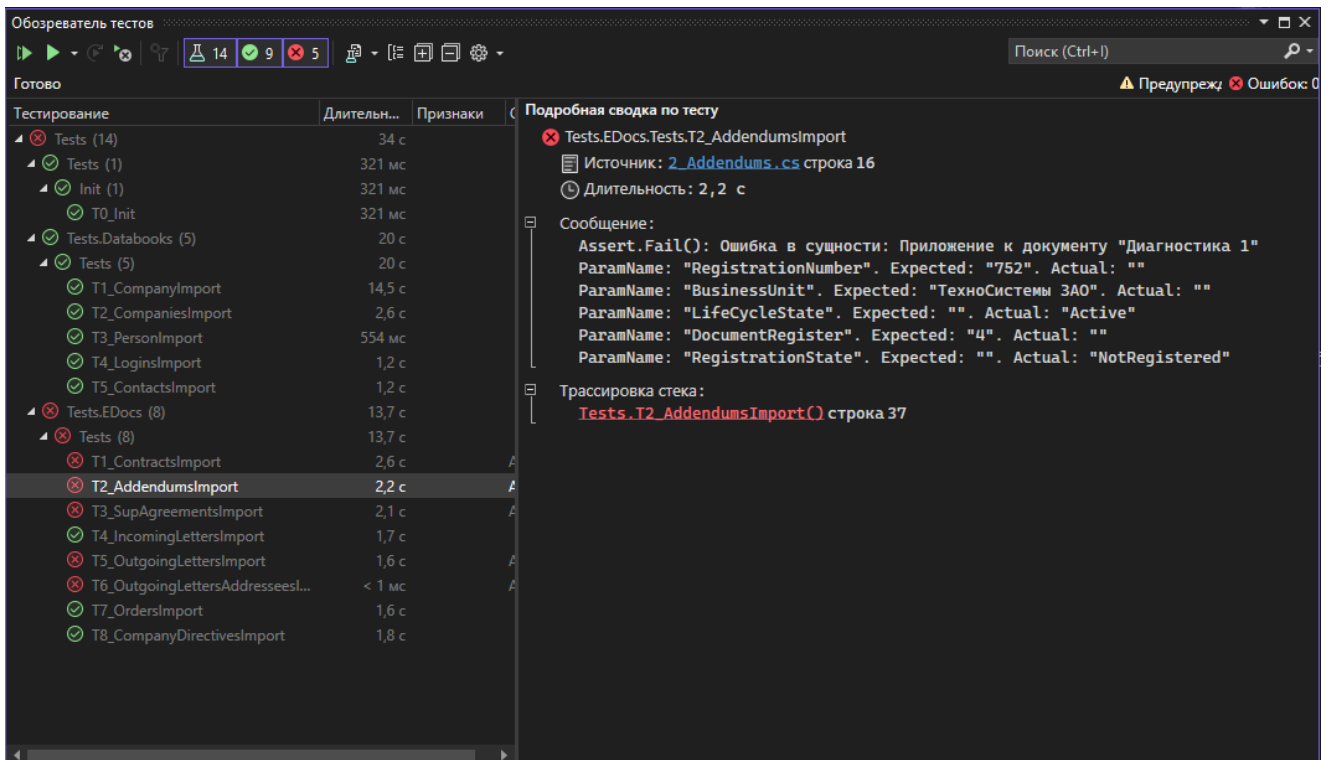 Обозреватель тестов
14 9 5 Поиск (Ctrl+I)
Готово Предупреж Ошибок: 0
Тестирование Длительн... Признаки
Tests (14) 34 с
Tests (1) 321 мс
Init (1) 321 мс
T0_Init 321 мс
Tests.Databooks (5) 20 с
Tests (5) 20 с
T1_CompanyImport 14,5 с
T2_CompaniesImport 2,6 с
T3_PersonImport 554 мс
T4_LoginsImport 1,2 с
T5_ContactsImport 1,2 с
Tests.EDocs (8) 13,7 с
Tests (8) 13,7 с
T1_ContractsImport 2,6 с
T2_AddendumsImport 2,2 с
T3_SupAgreementsImport 2,1 с
T4_IncomingLettersImport 1,7 с
T5_OutgoingLettersImport 1,6 с
T6_OutgoingLettersAddresseesI... < 1 мс
T7_OrdersImport 1,6 с
T8_CompanyDirectivesImport 1,8 с
Подробная сводка по тесту
Tests.EDocs.Tests.T2_AddendumsImport
Источник: 2_Addendums.cs строка 16
Длительность: 2,2 с
Сообщение:
Assert.Fail(): Ошибка в сущности: Приложение к документу "Диагностика 1"
ParamName: "RegistrationNumber". Expected: "752". Actual: ""
ParamName: "BusinessUnit". Expected: "ТехноСистемы ЗАО". Actual: ""
ParamName: "LifeCycleState". Expected: "". Actual: "Active"
ParamName: "DocumentRegister". Expected: "4". Actual: ""
ParamName: "RegistrationState". Expected: "". Actual: "NotRegistered"
Трассировка стека:
Tests.T2_AddendumsImport() строка 37